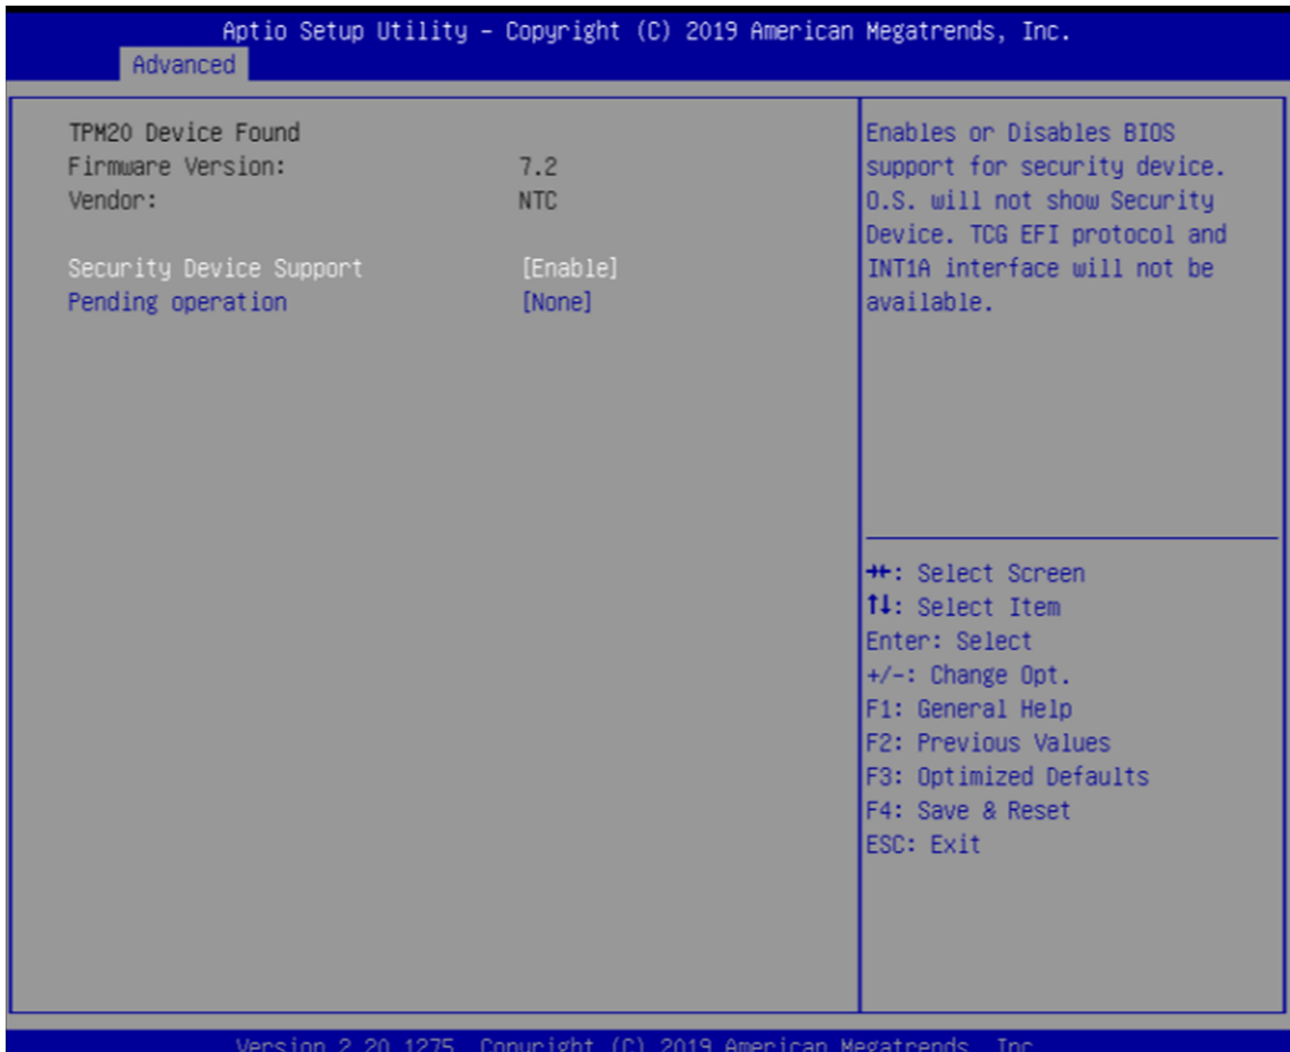 Aptio Setup Utility – Copyright (C) 2019 American Megatrends, Inc.
Advanced
TPM20 Device Found
Firmware Version: 7.2
Vendor: NTC
Security Device Support [Enable]
Pending operation [None]
Enables or Disables BIOS
support for security device.
O.S. will not show Security
Device. TCG EFI protocol and
INT1A interface will not be
available.
→←: Select Screen
↑↓: Select Item
Enter: Select
+/-: Change Opt.
F1: General Help
F2: Previous Values
F3: Optimized Defaults
F4: Save & Reset
ESC: Exit
Version 2.20.1275. Copyright (C) 2019 American Megatrends, Inc.